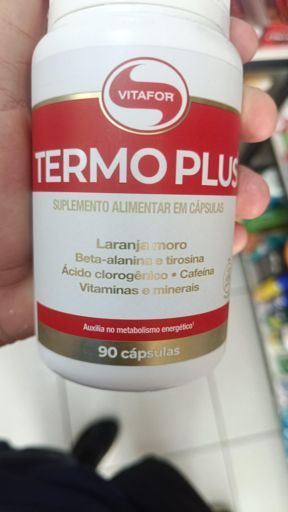 VITAFOR
TERMO PLUS
SUPLEMENTO ALIMENTAR EM CÁPSULAS
Laranja moro
Beta-alanina e tirosina
Ácido clorogênico • Cafeína
Vitaminas e minerais
Auxilia no metabolismo energético¹
90 cápsulas